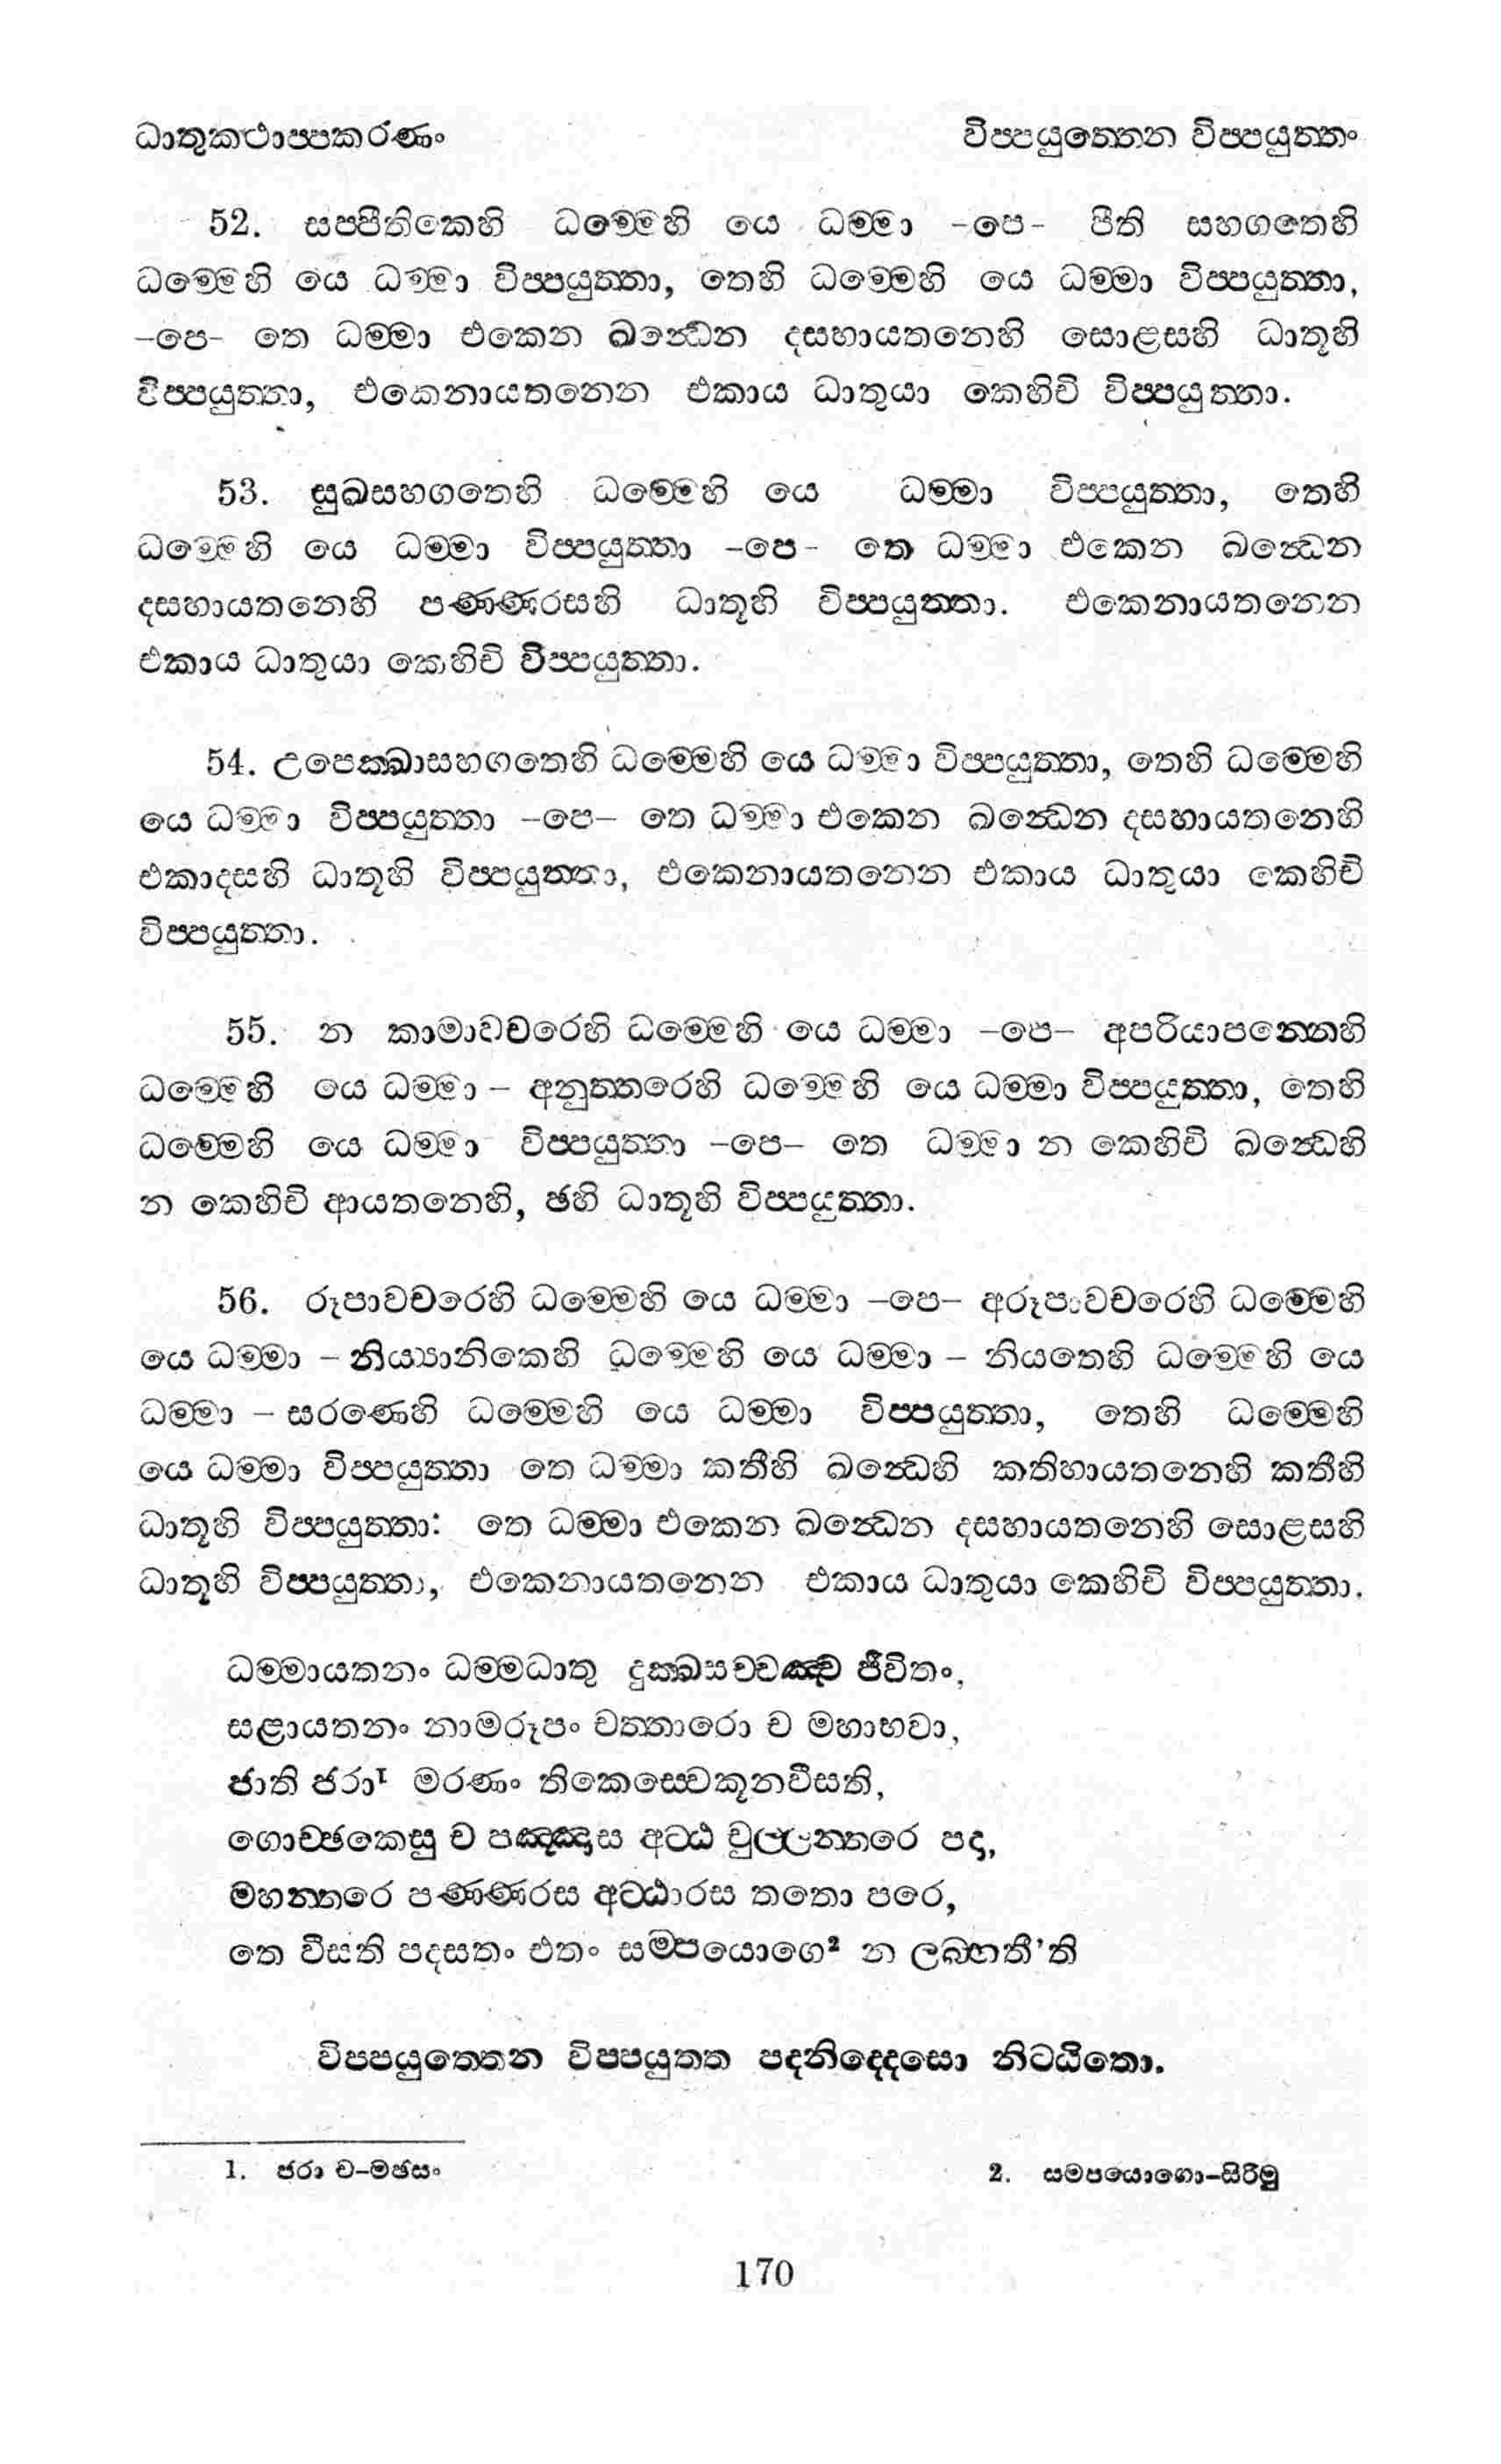 ධාතුකථාප්පකරණං විප්පයුත්තෙන විප්පයුත්තං
52. සප්පීතිකෙහි ධම්මෙහි යෙ ධම්මා -පෙ- පීති සහගතෙහි
ධම්මෙහි යෙ ධම්මා විප්පයුත්තා, තෙහි ධම්මෙහි යෙ ධම්මා විප්පයුත්තා,
-පෙ- තෙ ධම්මා එකෙන ඛන්ධෙන දසහායතනෙහි සොළසහි ධාතූහි
විප්පයුත්තා, එකෙනායතනෙන එකාය ධාතුයා කෙහිචි විප්පයුත්තා.
53. සුඛසහගතෙහි ධම්මෙහි යෙ ධම්මා විප්පයුත්තා, තෙහි
ධම්මෙහි යෙ ධම්මා විප්පයුත්තා -පෙ- තෙ ධම්මා එකෙන ඛන්ධෙන
දසහායතනෙහි පණ්ණරසහි ධාතූහි විප්පයුත්තා. එකෙනායතනෙන
එකාය ධාතුයා කෙහිචි විප්පයුත්තා.
54. උපෙක්ඛාසහගතෙහි ධම්මෙහි යෙ ධම්මා විප්පයුත්තා, තෙහි ධම්මෙහි
යෙ ධම්මා විප්පයුත්තා -පෙ- තෙ ධම්මා එකෙන ඛන්ධෙන දසහායතනෙහි
එකාදසහි ධාතූහි විප්පයුත්තා, එකෙනායතනෙන එකාය ධාතුයා කෙහිචි
විප්පයුත්තා.
55. න කාමාවචරෙහි ධම්මෙහි යෙ ධම්මා -පෙ- අපරියාපන්නෙහි
ධම්මෙහි යෙ ධම්මා - අනුත්තරෙහි ධම්මෙහි යෙ ධම්මා විප්පයුත්තා, තෙහි
ධම්මෙහි යෙ ධම්මා විප්පයුත්තා -පෙ- තෙ ධම්මා න කෙහිචි ඛන්ධෙහි
න කෙහිචි ආයතනෙහි, ඡහි ධාතූහි විප්පයුත්තා.
56. රූපාවචරෙහි ධම්මෙහි යෙ ධම්මා -පෙ- අරූපාවචරෙහි ධම්මෙහි
යෙ ධම්මා - නිය්‍යානිකෙහි ධම්මෙහි යෙ ධම්මා - නියතෙහි ධම්මෙහි යෙ
ධම්මා - සරණෙහි ධම්මෙහි යෙ ධම්මා විප්පයුත්තා, තෙහි ධම්මෙහි
යෙ ධම්මා විප්පයුත්තා තෙ ධම්මා කතීහි ඛන්ධෙහි කතිහායතනෙහි කතීහි
ධාතූහි විප්පයුත්තා: තෙ ධම්මා එකෙන ඛන්ධෙන දසහායතනෙහි සොළසහි
ධාතූහි විප්පයුත්තා, එකෙනායතනෙන එකාය ධාතුයා කෙහිචි විප්පයුත්තා.
ධම්මායතනං ධම්මධාතු දුක්ඛසච්චඤ්ච ජීවිතං,
සළායතනං නාමරූපං චත්තාරො ච මහාභවා,
ජාති ජරා¹ මරණං තිකෙස්වෙකූනවීසති,
ගොච්ඡකෙසු ච පඤ්ඤාස අට්ඨ චුල්ලන්තරෙ පදා,
මහන්තරෙ පණ්ණරස අට්ඨාරස තතො පරෙ,
තෙ වීසති පදසතං එතං සම්පයොගෙ² න ලබ්භතී'ති
විප්පයුත්තෙන විප්පයුත්ත පදනිද්දෙසො නිට්ඨිතො.
1. ජරා ච-මඡසං 2. සම්පයොගො-සිරිමු
170